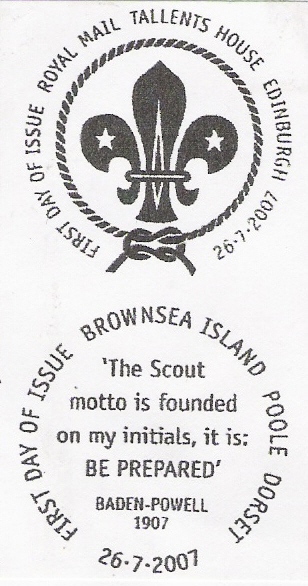 FIRST DAY OF ISSUE ROYAL MAIL TALLENTS HOUSE EDINBURGH
26·7·2007
FIRST DAY OF ISSUE BROWNSEA ISLAND POOLE DORSET
'The Scout
motto is founded
on my initials, it is:
BE PREPARED'
BADEN-POWELL
1907
26·7·2007